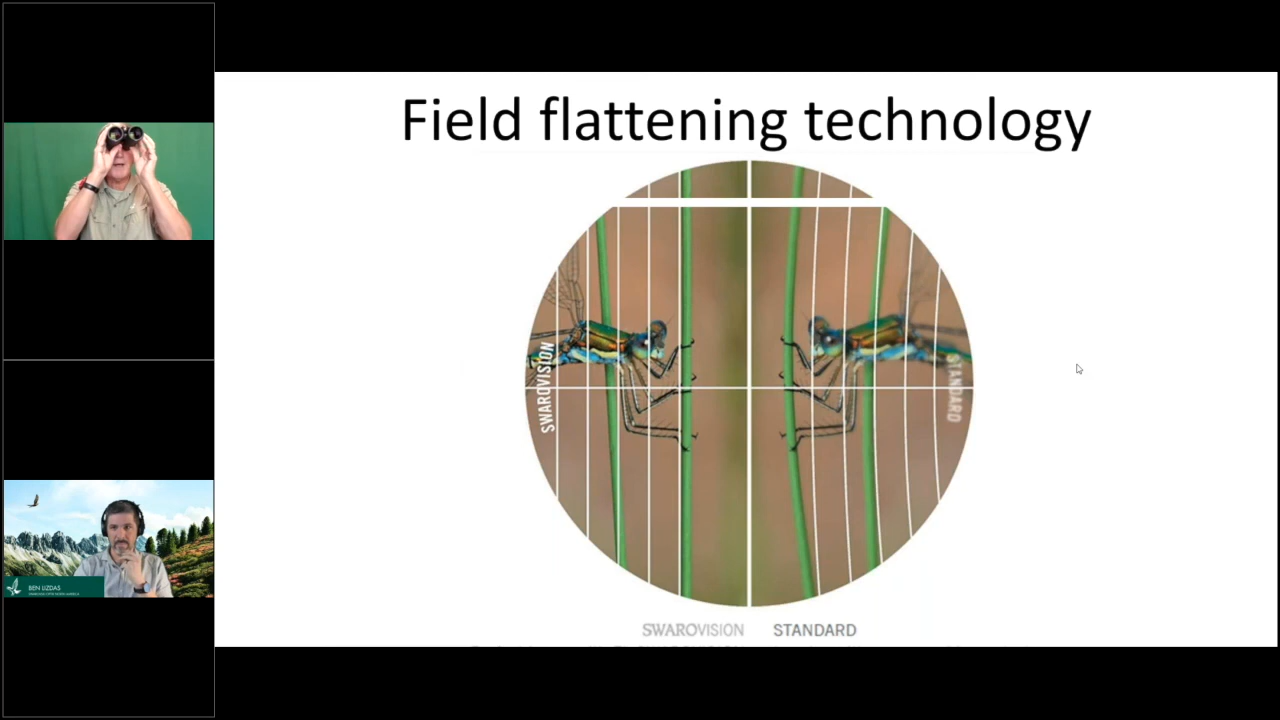 Field flattening technology
SWAROVISION
STANDARD
SWAROVISION STANDARD
BEN LIZDAS